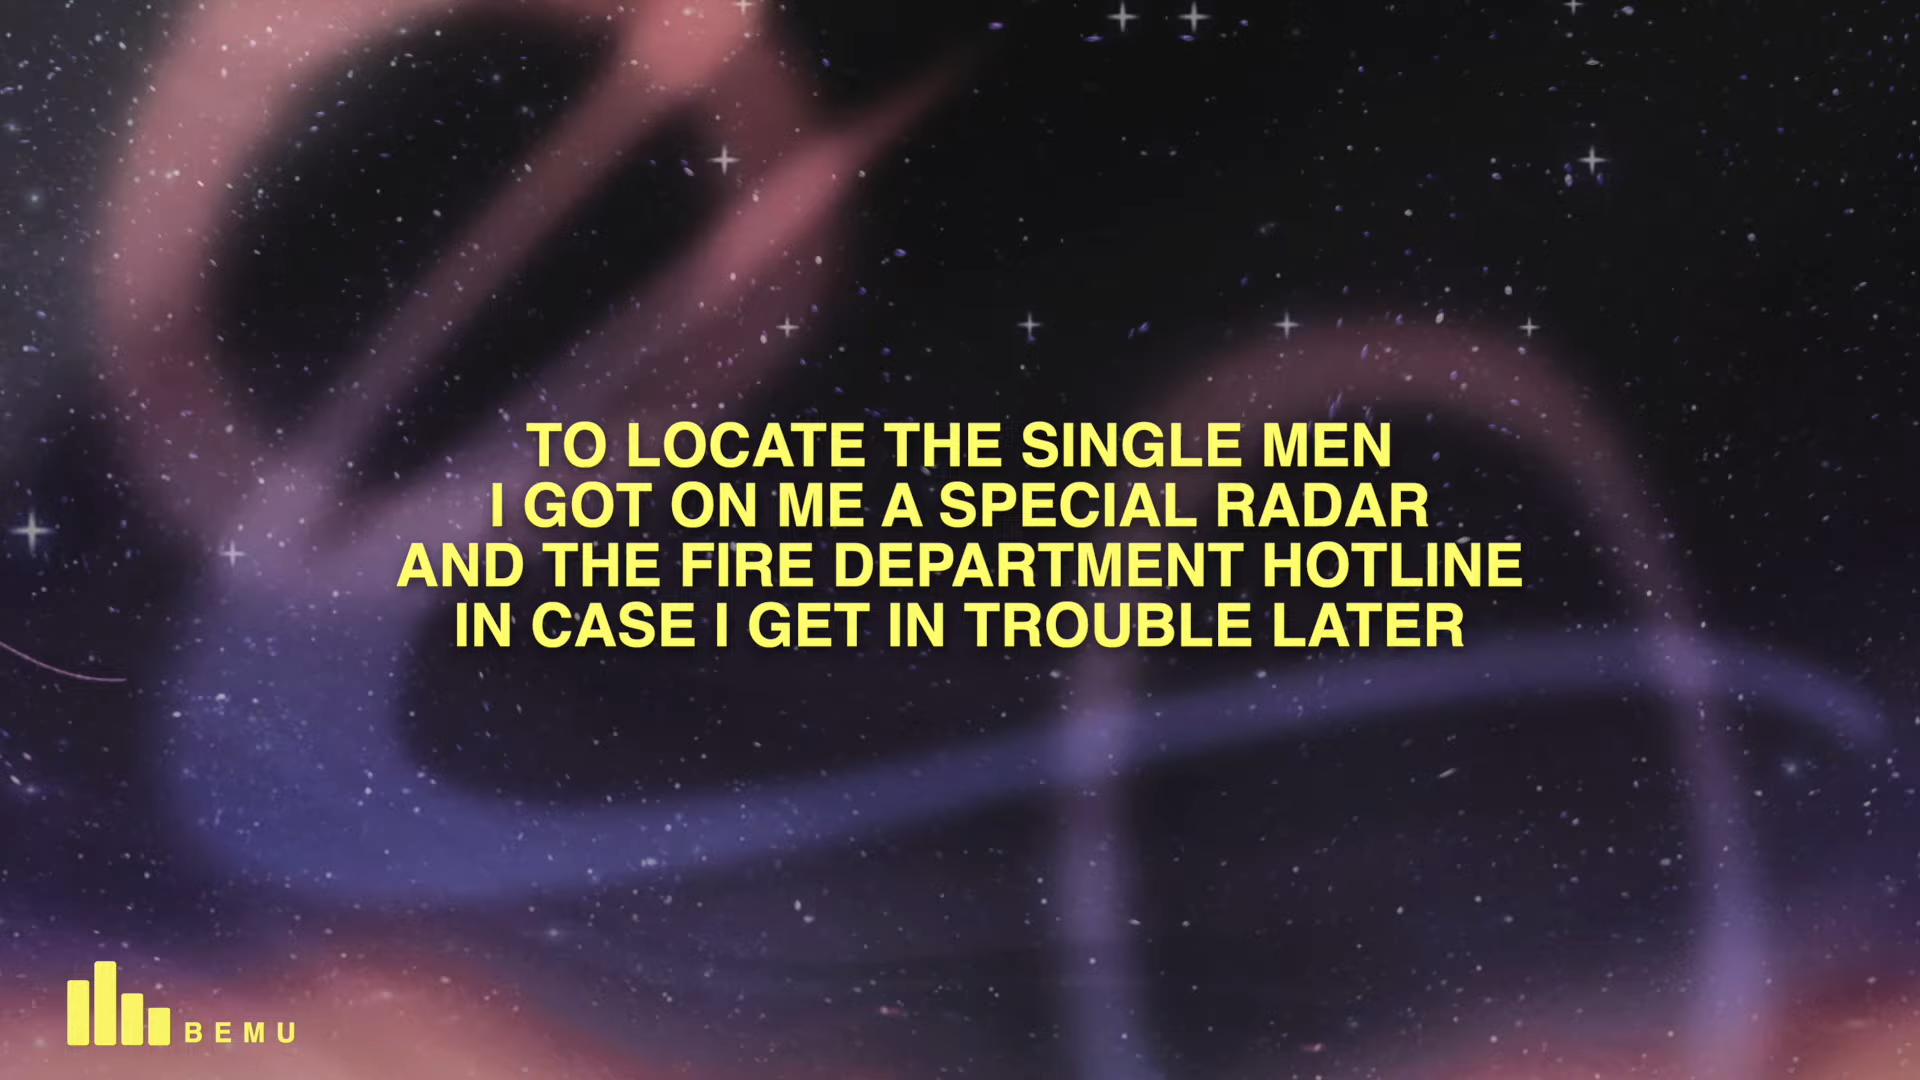 TO LOCATE THE SINGLE MEN
I GOT ON ME A SPECIAL RADAR
AND THE FIRE DEPARTMENT HOTLINE
IN CASE I GET IN TROUBLE LATER
BEMU